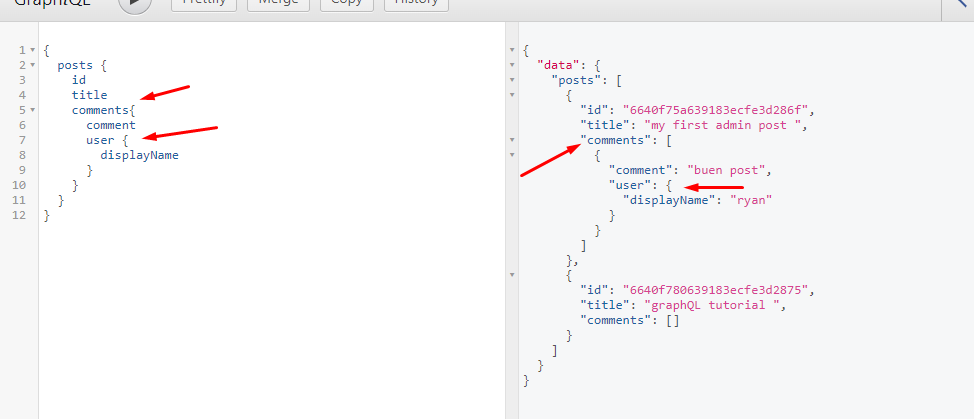 GraphiQL Prettify Merge Copy History
1 {
2 posts {
3 id
4 title
5 comments{
6 comment
7 user {
8 displayName
9 }
10 }
11 }
12 }
{
"data": {
"posts": [
{
"id": "6640f75a639183ecfe3d286f",
"title": "my first admin post ",
"comments": [
{
"comment": "buen post",
"user": {
"displayName": "ryan"
}
}
]
},
{
"id": "6640f780639183ecfe3d2875",
"title": "graphQL tutorial ",
"comments": []
}
]
}
}